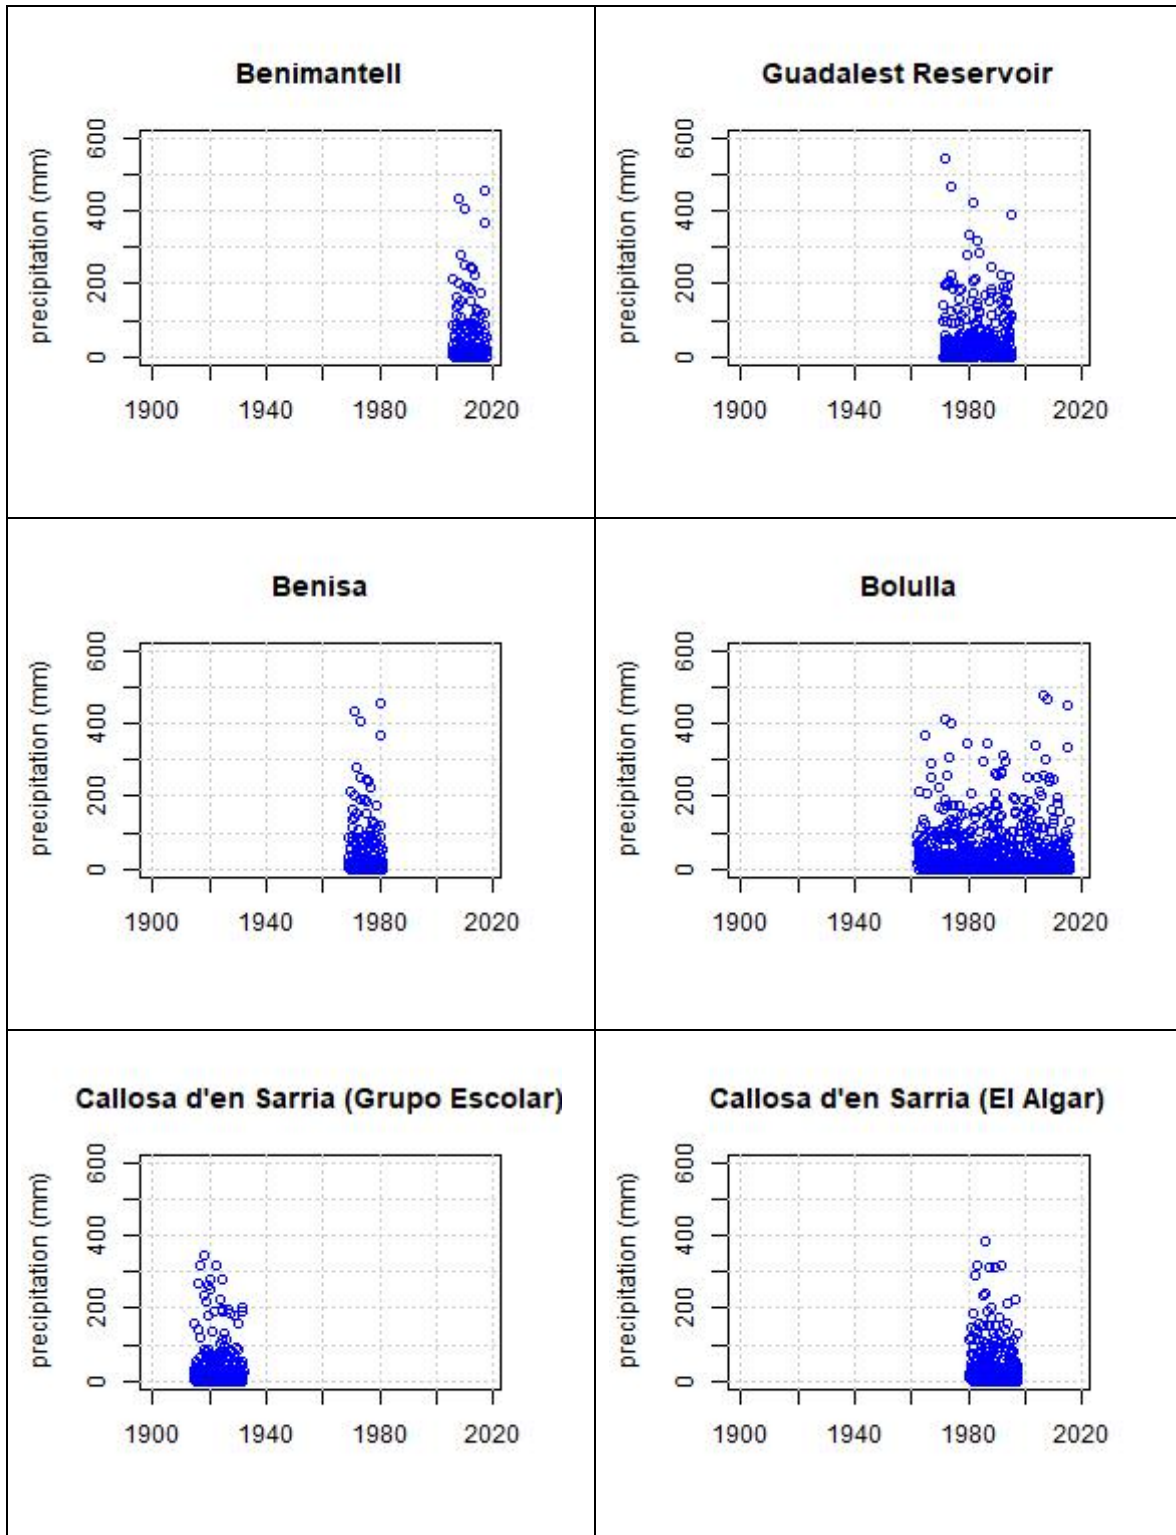 Benimantell
precipitation (mm)
600
400
200
0
1900 1940 1980 2020
Guadalest Reservoir
precipitation (mm)
600
400
200
0
1900 1940 1980 2020
Benisa
precipitation (mm)
600
400
200
0
1900 1940 1980 2020
Bolulla
precipitation (mm)
600
400
200
0
1900 1940 1980 2020
Callosa d'en Sarria (Grupo Escolar)
precipitation (mm)
600
400
200
0
1900 1940 1980 2020
Callosa d'en Sarria (El Algar)
precipitation (mm)
600
400
200
0
1900 1940 1980 2020